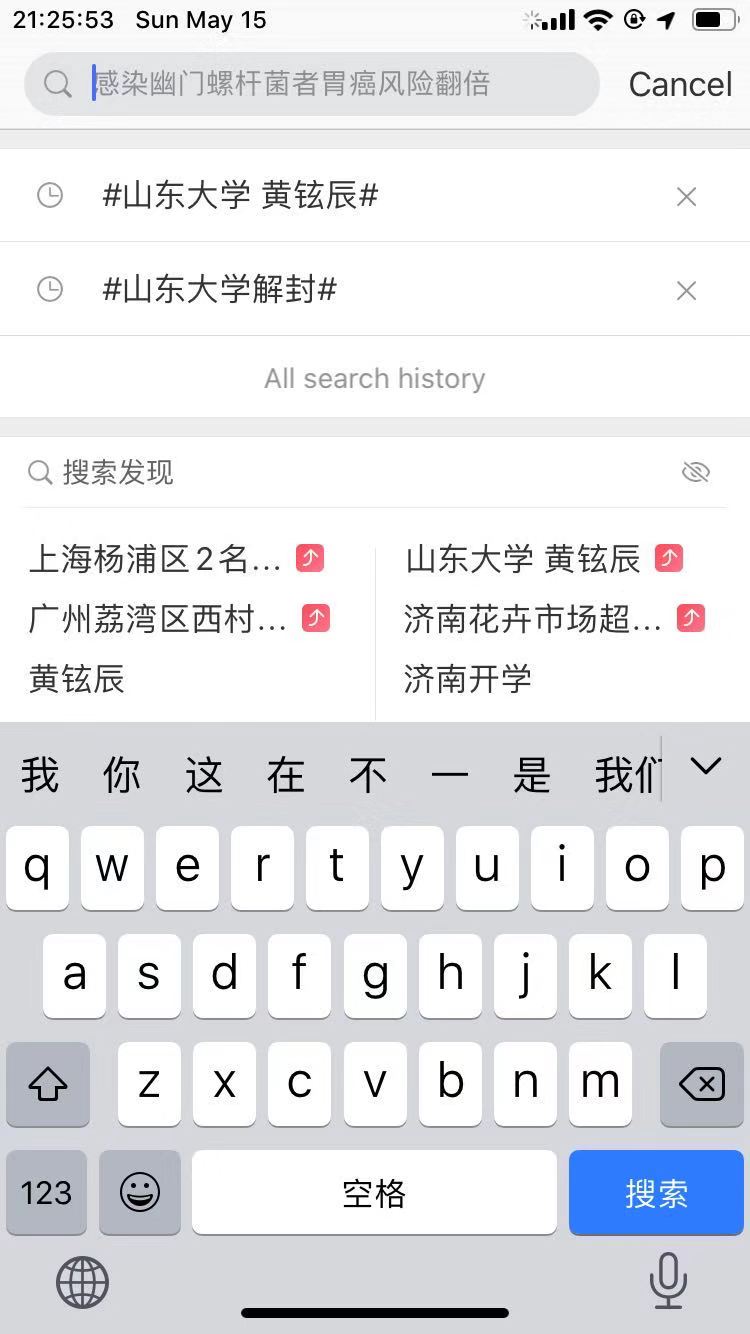 21:25:53 Sun May 15
感染幽门螺杆菌者胃癌风险翻倍 Cancel
#山东大学 黄铉辰#
#山东大学解封#
All search history
搜索发现
上海杨浦区2名... 山东大学 黄铉辰
广州荔湾区西村... 济南花卉市场超...
黄铉辰 济南开学
我 你 这 在 不 一 是 我们
q w e r t y u i o p
a s d f g h j k l
z x c v b n m
123 空格 搜索